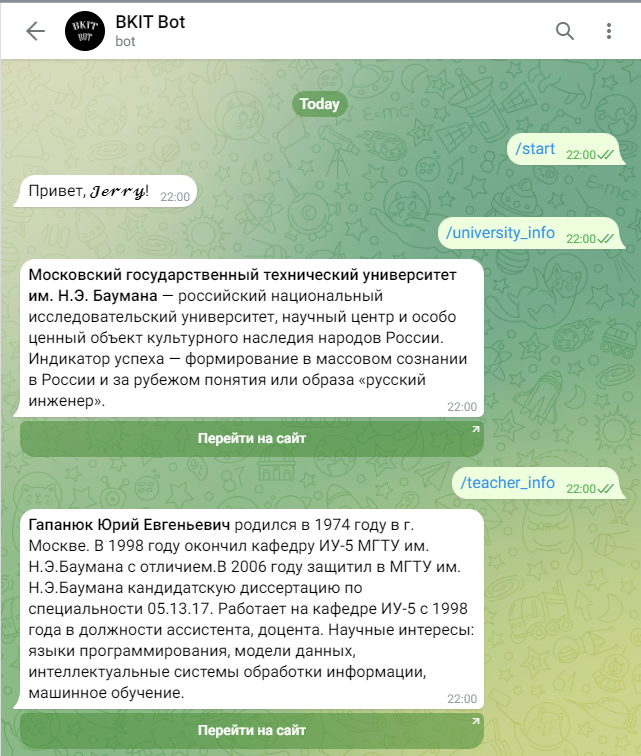 BKIT
BOT
BKIT Bot
bot
Today
/start 22:00
Привет, 𝓙𝓮𝓻𝓻𝔂! 22:00
/university_info 22:00
Московский государственный технический университет
им. Н.Э. Баумана — российский национальный
исследовательский университет, научный центр и особо
ценный объект культурного наследия народов России.
Индикатор успеха — формирование в массовом сознании
в России и за рубежом понятия или образа «русский
инженер». 22:00
Перейти на сайт
/teacher_info 22:00
Гапанюк Юрий Евгеньевич родился в 1974 году в г.
Москве. В 1998 году окончил кафедру ИУ-5 МГТУ им.
Н.Э.Баумана с отличием.В 2006 году защитил в МГТУ им.
Н.Э.Баумана кандидатскую диссертацию по
специальности 05.13.17. Работает на кафедре ИУ-5 с 1998
года в должности ассистента, доцента. Научные интересы:
языки программирования, модели данных,
интеллектуальные системы обработки информации,
машинное обучение. 22:00
Перейти на сайт